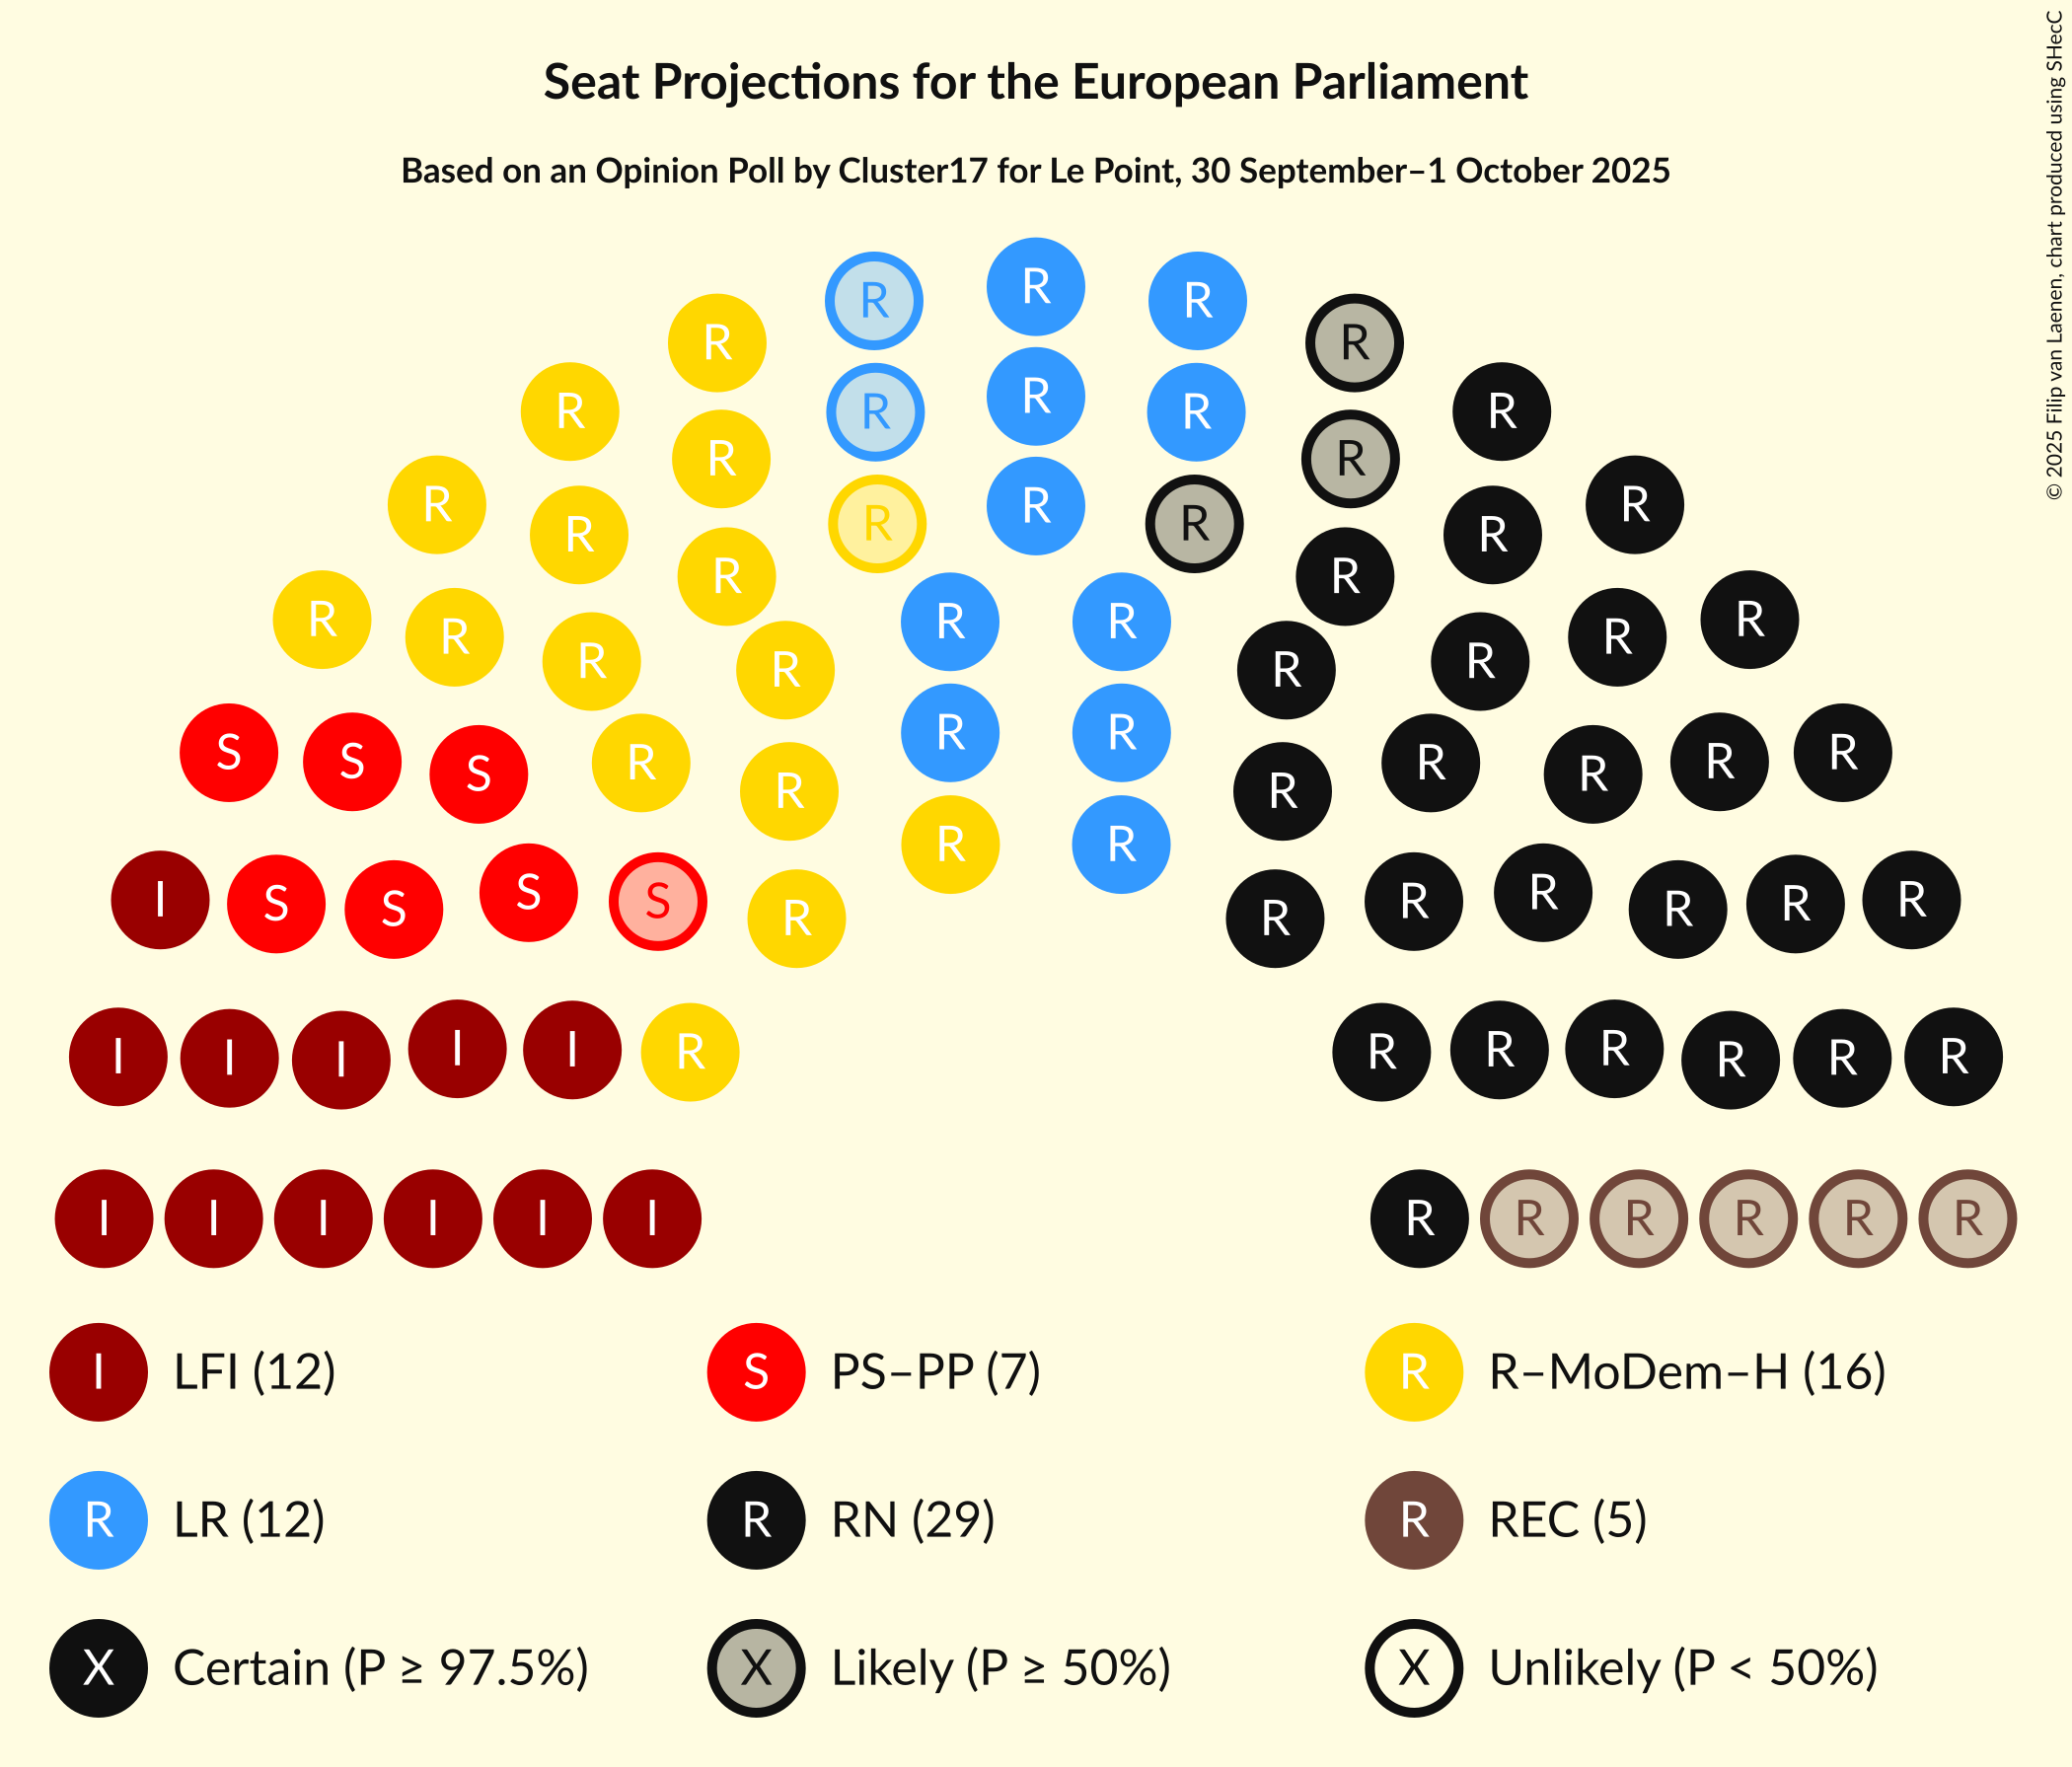 Seat Projections for the European Parliament
Based on an Opinion Poll by Cluster17 for Le Point, 30 September–1 October 2025
© 2025 Filip van Laenen, chart produced using SHecC
R R R
R R
R R R
R R
R R R R
R R R R R
R R R R
R R
R R R R
R R R R
R R
R R
S S S R R R R R R R R
R R
I S S S S R R R R R R R
I I I I I R R R R R R R
I I I I I I R R R R R R
I LFI (12)
S PS–PP (7)
R R–MoDem–H (16)
R LR (12)
R RN (29)
R REC (5)
X Certain (P ≥ 97.5%)
X Likely (P ≥ 50%)
X Unlikely (P < 50%)